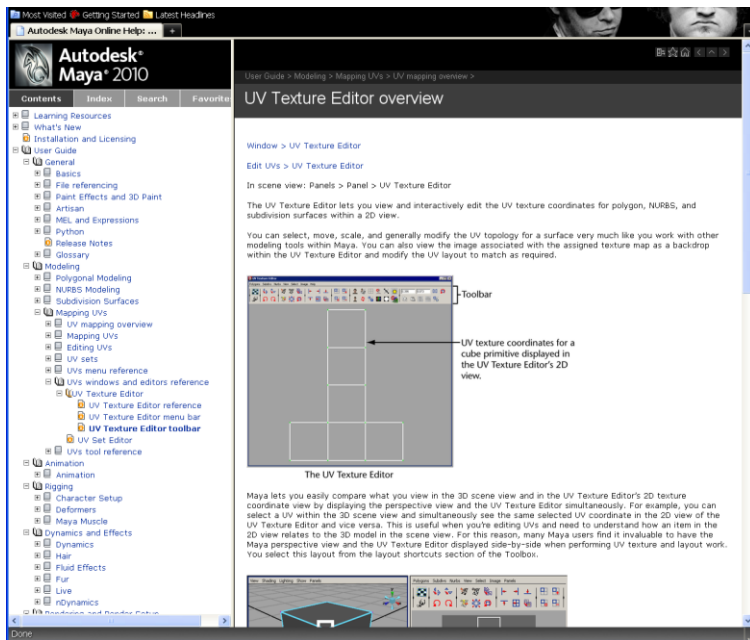 Most Visited Getting Started Latest Headlines
Autodesk Maya Online Help: ... +
Autodesk®
Maya® 2010
Contents Index Search Favorite
Learning Resources
What's New
Installation and Licensing
User Guide
General
Basics
File referencing
Paint Effects and 3D Paint
Artisan
MEL and Expressions
Python
Release Notes
Glossary
Modeling
Polygonal Modeling
NURBS Modeling
Subdivision Surfaces
Mapping UVs
UV mapping overview
Mapping UVs
Editing UVs
UV sets
UVs menu reference
UVs windows and editors reference
UV Texture Editor
UV Texture Editor reference
UV Texture Editor menu bar
UV Texture Editor toolbar
UV Set Editor
UVs tool reference
Animation
Animation
Rigging
Character Setup
Deformers
Maya Muscle
Dynamics and Effects
Dynamics
Hair
Fluid Effects
Fur
Live
nDynamics
Rendering and Render Setup
Done
User Guide > Modeling > Mapping UVs > UV mapping overview >
UV Texture Editor overview
Window > UV Texture Editor
Edit UVs > UV Texture Editor
In scene view: Panels > Panel > UV Texture Editor
The UV Texture Editor lets you view and interactively edit the UV texture coordinates for polygon, NURBS, and
subdivision surfaces within a 2D view.
You can select, move, scale, and generally modify the UV topology for a surface very much like you work with other
modeling tools within Maya. You can also view the image associated with the assigned texture map as a backdrop
within the UV Texture Editor and modify the UV layout to match as required.
Toolbar
UV texture coordinates for a
cube primitive displayed in
the UV Texture Editor's 2D
view.
The UV Texture Editor
Maya lets you easily compare what you view in the 3D scene view and in the UV Texture Editor's 2D texture
coordinate view by displaying the perspective view and the UV Texture Editor simultaneously. For example, you can
select a UV within the 3D scene view and simultaneously see the same selected UV coordinate in the 2D view of the
UV Texture Editor and vice versa. This is useful when you're editing UVs and need to understand how an item in the
2D view relates to the 3D model in the scene view. For this reason, many Maya users find it invaluable to have the
Maya perspective view and the UV Texture Editor displayed side-by-side when performing UV texture and layout work.
You select this layout from the layout shortcuts section of the Toolbox.
View Shading Lighting Show Panels
Polygons Subdivs Nurbs View Select Image Panels